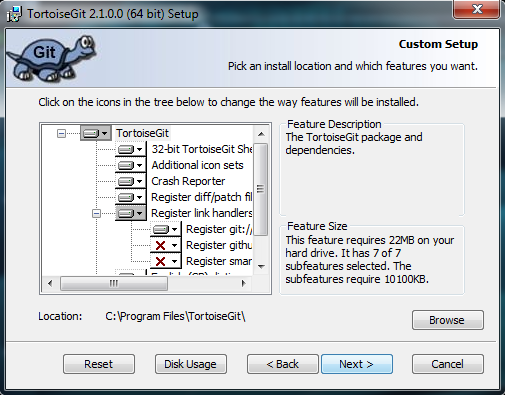 TortoiseGit 2.1.0.0 (64 bit) Setup
Git
Custom Setup
Pick an install location and which features you want.
Click on the icons in the tree below to change the way features will be installed.
TortoiseGit
32-bit TortoiseGit She
Additional icon sets
Crash Reporter
Register diff/patch fil
Register link handlers
Register git://
Register githu
Register smar
Feature Description
The TortoiseGit package and
dependencies.
Feature Size
This feature requires 22MB on your
hard drive. It has 7 of 7
subfeatures selected. The
subfeatures require 10100KB.
Location: C:\Program Files\TortoiseGit\
Browse
Reset Disk Usage < Back Next > Cancel